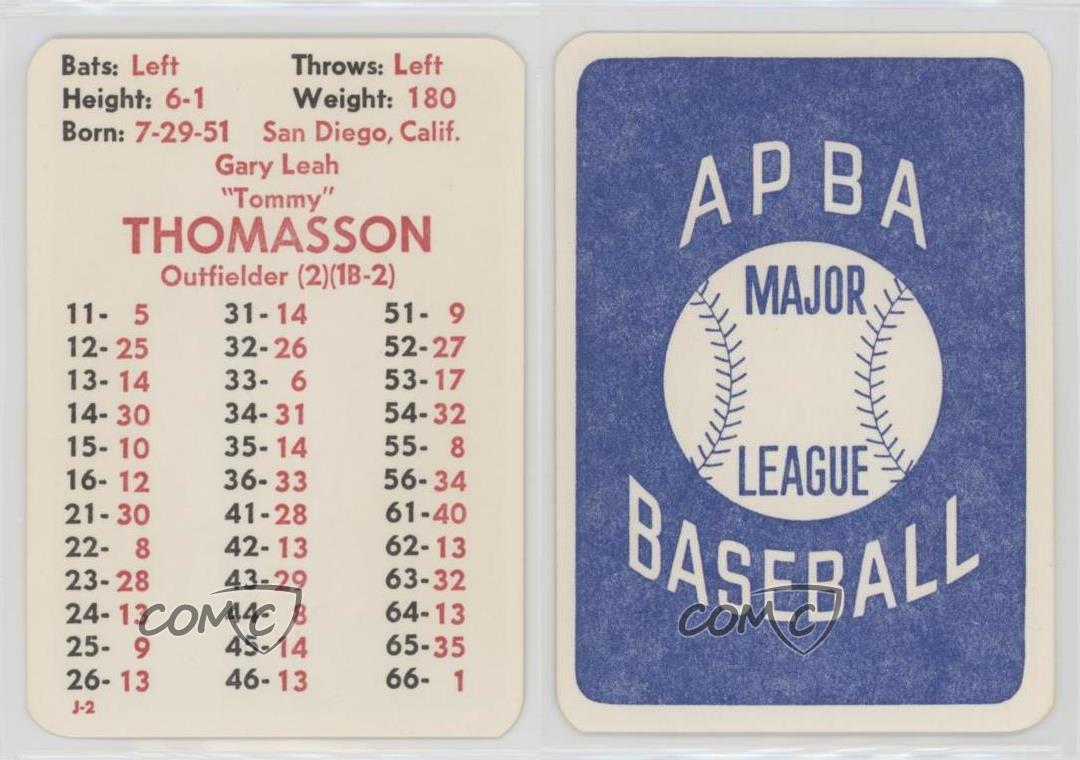 Bats: Left Throws: Left
Height: 6-1 Weight: 180
Born: 7-29-51 San Diego, Calif.
Gary Leah
"Tommy"
THOMASSON
Outfielder (2)(1B-2)
11- 5 31-14 51- 9
12-25 32-26 52-27
13-14 33- 6 53-17
14-30 34-31 54-32
15-10 35-14 55- 8
16-12 36-33 56-34
21-30 41-28 61-40
22- 8 42-13 62-13
23-28 43-29 63-32
24-13 44- 8 64-13
25- 9 45-14 65-35
26-13 46-13 66- 1
J-2
COMC
APBA
MAJOR
LEAGUE
BASEBALL
COMC